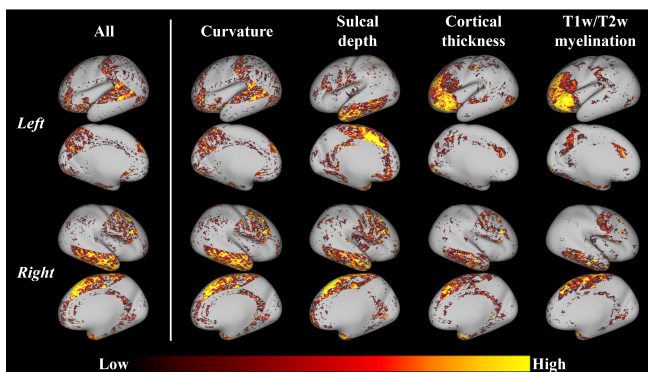 All
Curvature
Sulcal
depth
Cortical
thickness
T1w/T2w
myelination
Left
Right
Low
High